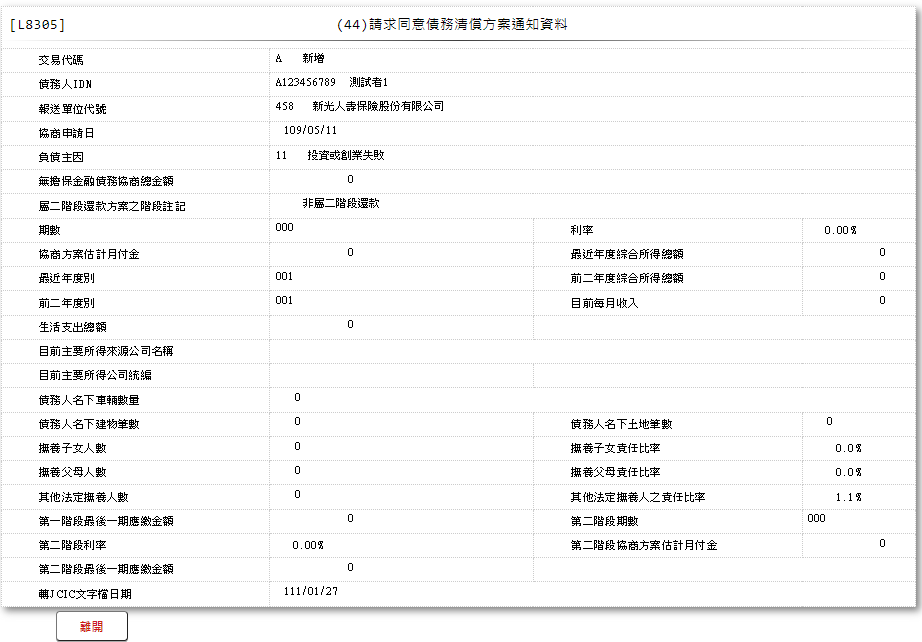 [L8305] (44)請求同意債務清償方案通知資料
交易代碼 A 新增
債務人IDN A123456789 測試者1
報送單位代號 458 新光人壽保險股份有限公司
協商申請日 109/05/11
負債主因 11 投資或創業失敗
無擔保金融債務協商總金額 0
屬二階段還款方案之階段註記 非屬二階段還款
期數 000 利率 0.00%
協商方案估計月付金 0 最近年度綜合所得總額 0
最近年度別 001 前二年度綜合所得總額 0
前二年度別 001 目前每月收入 0
生活支出總額 0
目前主要所得來源公司名稱
目前主要所得公司統編
債務人名下車輛數量 0
債務人名下建物筆數 0 債務人名下土地筆數 0
撫養子女人數 0 撫養子女責任比率 0.0%
撫養父母人數 0 撫養父母責任比率 0.0%
其他法定撫養人數 0 其他法定撫養人之責任比率 1.1%
第一階段最後一期應繳金額 0 第二階段期數 000
第二階段利率 0.00% 第二階段協商方案估計月付金 0
第二階段最後一期應繳金額 0
轉JCIC文字檔日期 111/01/27
離開